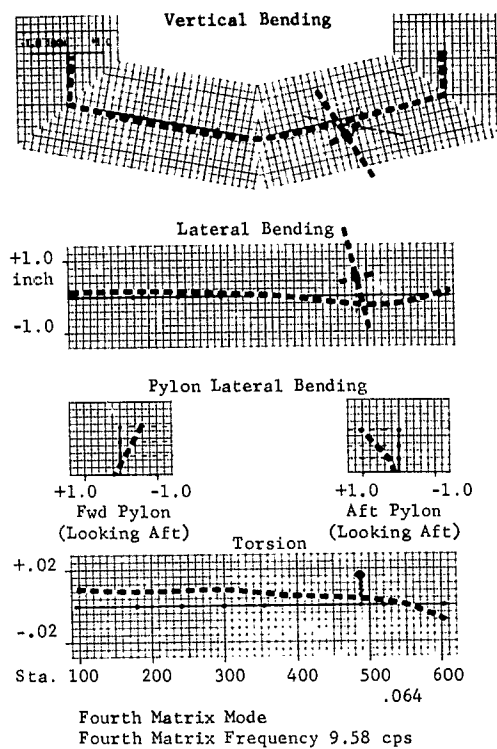 Vertical Bending
Lateral Bending
+1.0
inch
-1.0
Pylon Lateral Bending
+1.0 -1.0 +1.0 -1.0
Fwd Pylon Aft Pylon
(Looking Aft) (Looking Aft)
Torsion
+.02
-.02
Sta. 100 200 300 400 500 600
.064
Fourth Matrix Mode
Fourth Matrix Frequency 9.58 cps